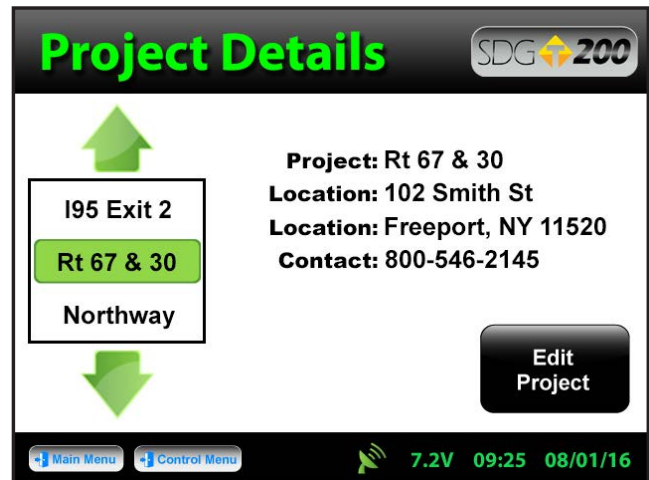 Project Details
SDG 200
I95 Exit 2
Rt 67 & 30
Northway
Project: Rt 67 & 30
Location: 102 Smith St
Location: Freeport, NY 11520
Contact: 800-546-2145
Edit
Project
Main Menu
Control Menu
7.2V 09:25 08/01/16